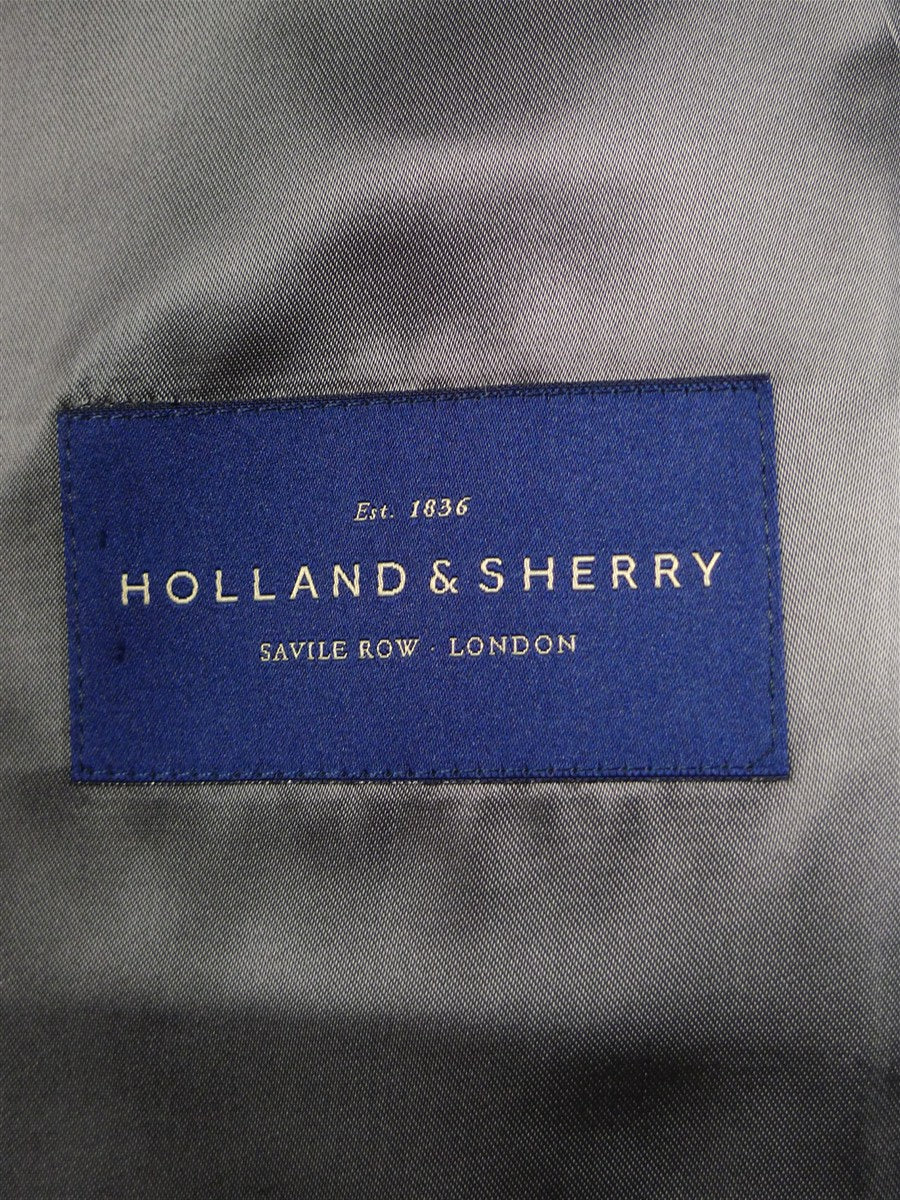 Est. 1836
HOLLAND & SHERRY
SAVILE ROW · LONDON